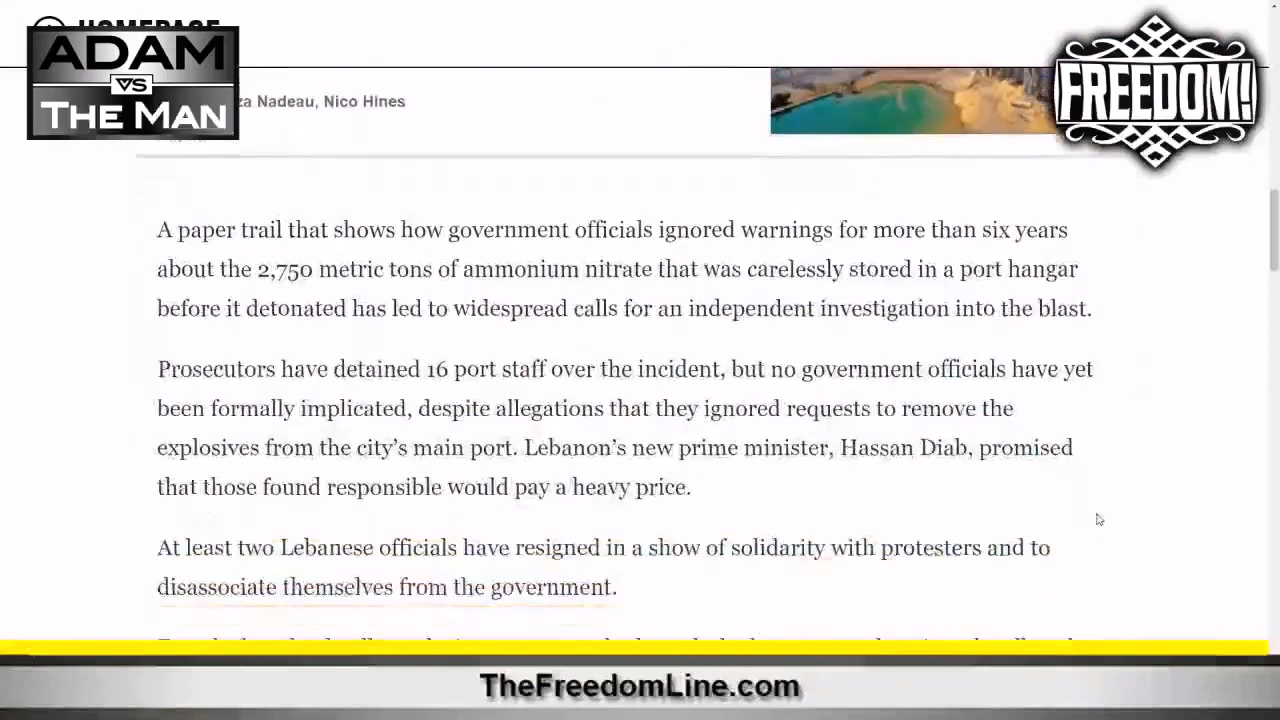 HOMEPAGE
ADAM
VS
THE MAN
FREEDOM!
Nadeau, Nico Hines
A paper trail that shows how government officials ignored warnings for more than six years
about the 2,750 metric tons of ammonium nitrate that was carelessly stored in a port hangar
before it detonated has led to widespread calls for an independent investigation into the blast.
Prosecutors have detained 16 port staff over the incident, but no government officials have yet
been formally implicated, despite allegations that they ignored requests to remove the
explosives from the city’s main port. Lebanon’s new prime minister, Hassan Diab, promised
that those found responsible would pay a heavy price.
At least two Lebanese officials have resigned in a show of solidarity with protesters and to
disassociate themselves from the government.
TheFreedomLine.com